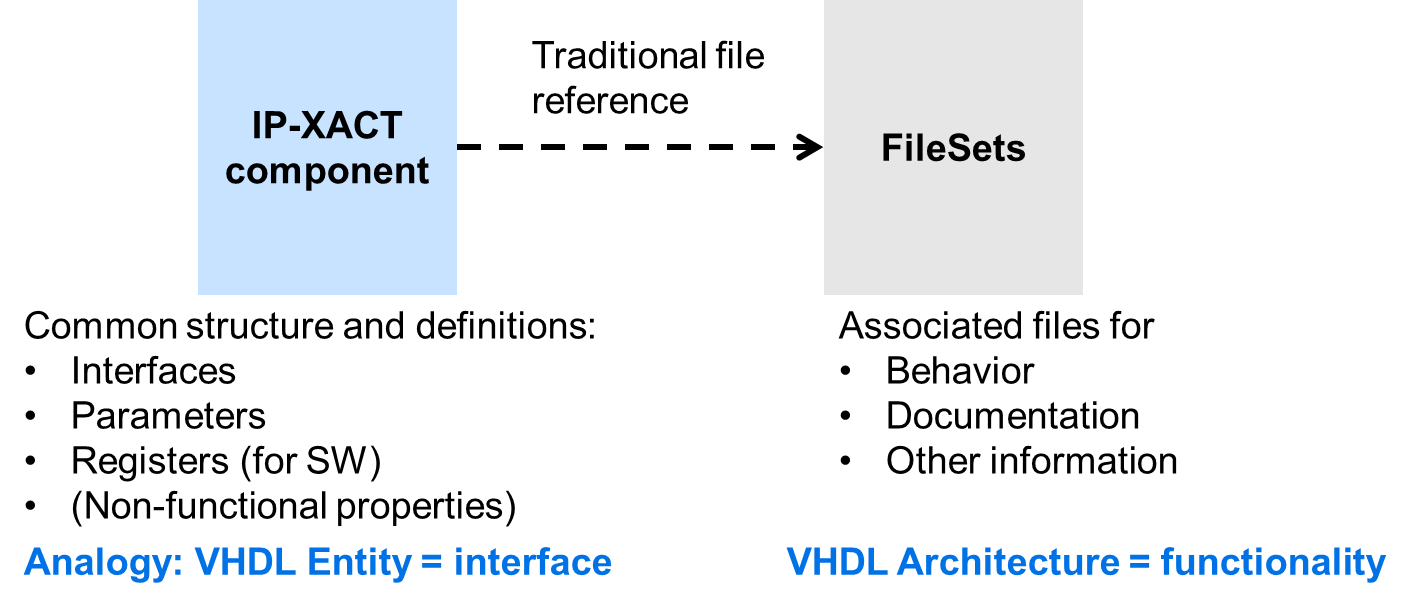 IP-XACT
component
Traditional file
reference
FileSets
Common structure and definitions:
• Interfaces
• Parameters
• Registers (for SW)
• (Non-functional properties)
Analogy: VHDL Entity = interface
Associated files for
• Behavior
• Documentation
• Other information
VHDL Architecture = functionality